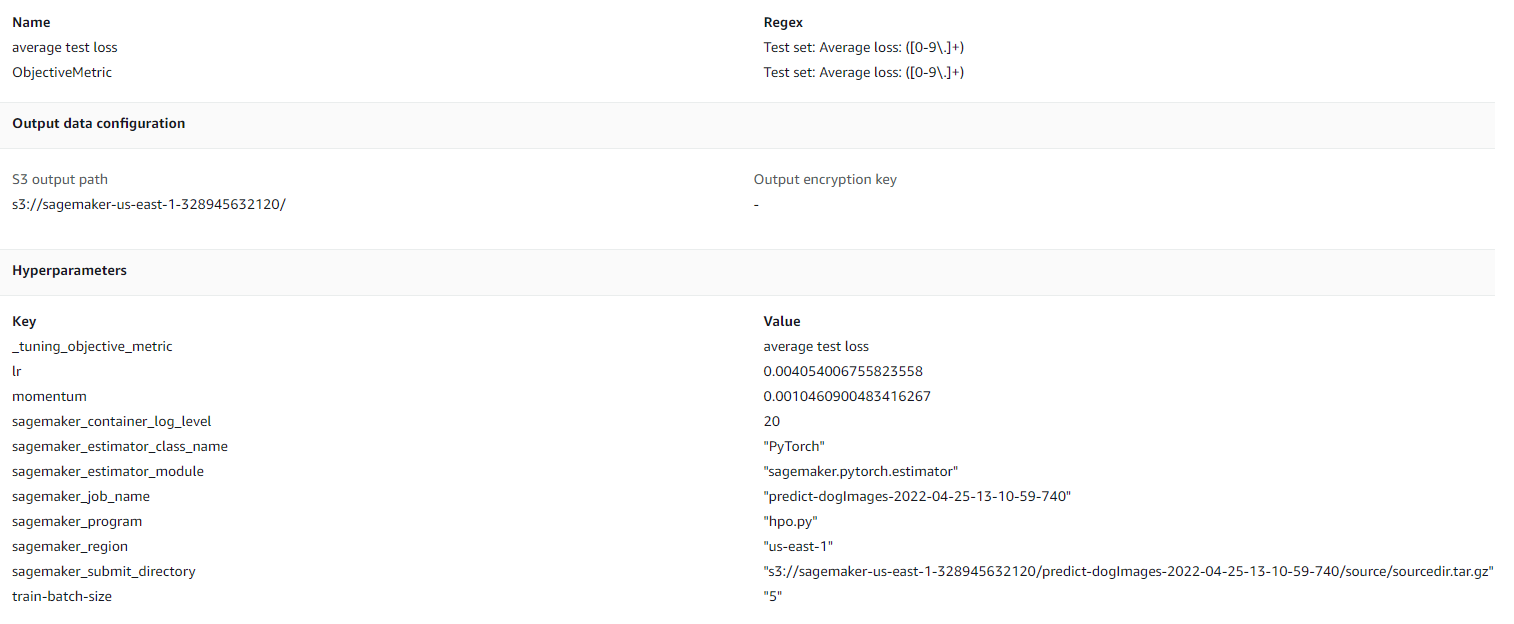 Name Regex
average test loss Test set: Average loss: ([0-9\.]+)
ObjectiveMetric Test set: Average loss: ([0-9\.]+)
Output data configuration
S3 output path Output encryption key
s3://sagemaker-us-east-1-328945632120/ -
Hyperparameters
Key Value
_tuning_objective_metric average test loss
lr 0.004054006755823558
momentum 0.0010460900483416267
sagemaker_container_log_level 20
sagemaker_estimator_class_name "PyTorch"
sagemaker_estimator_module "sagemaker.pytorch.estimator"
sagemaker_job_name "predict-dogImages-2022-04-25-13-10-59-740"
sagemaker_program "hpo.py"
sagemaker_region "us-east-1"
sagemaker_submit_directory "s3://sagemaker-us-east-1-328945632120/predict-dogImages-2022-04-25-13-10-59-740/source/sourcedir.tar.gz"
train-batch-size "5"